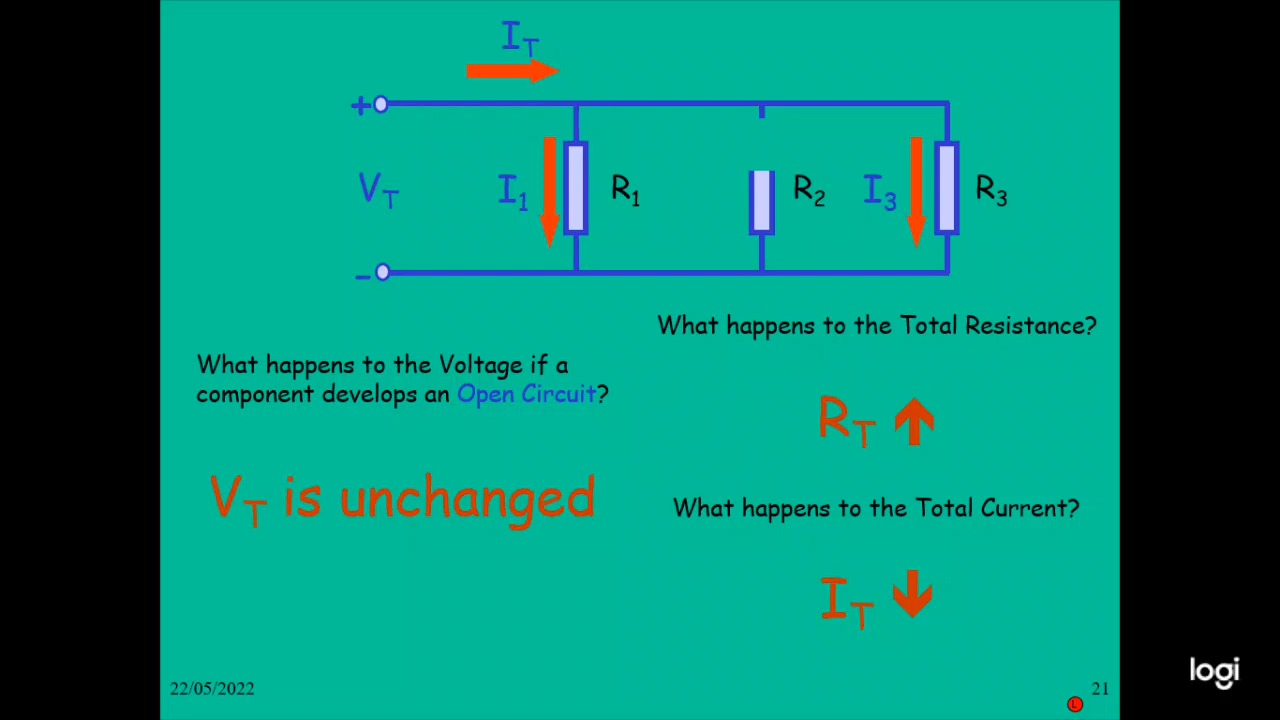 I_T
+
V_T
I_1
R_1
R_2
I_3
R_3
–
What happens to the Total Resistance?
What happens to the Voltage if a
component develops an Open Circuit?
R_T ↑
V_T is unchanged
What happens to the Total Current?
I_T ↓
22/05/2022
21
L
logi